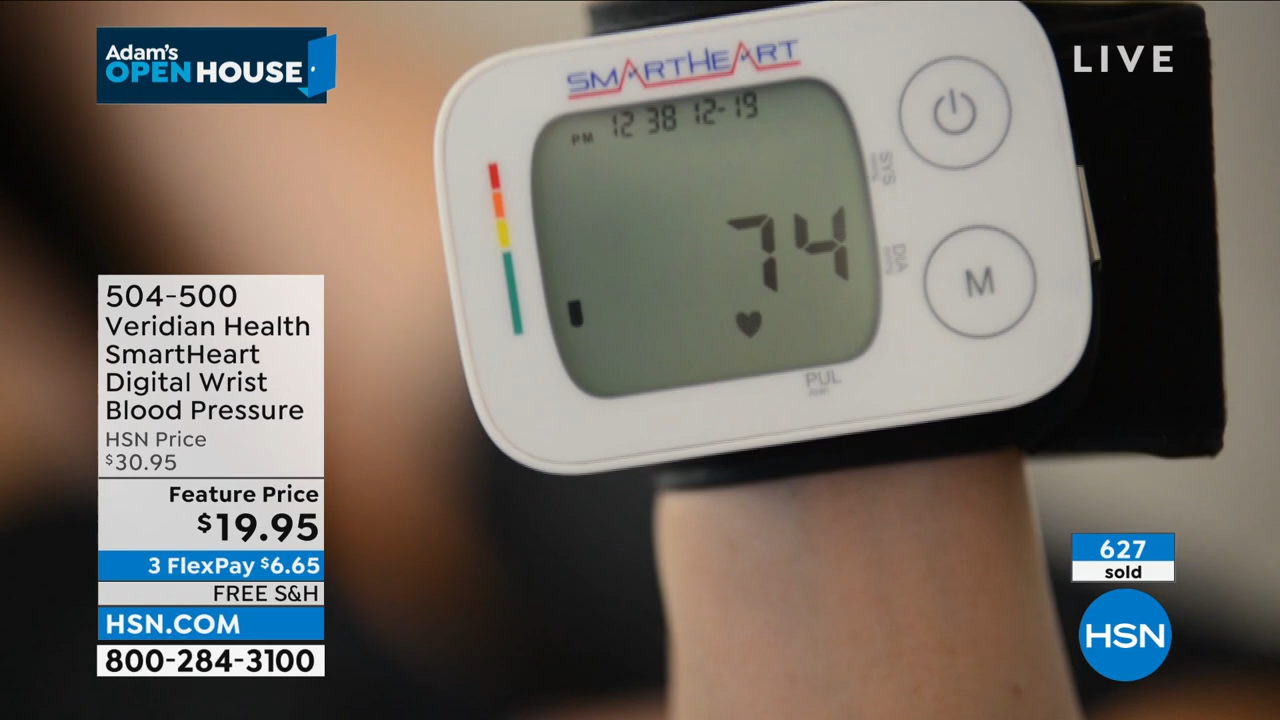 Adam's
OPEN HOUSE
LIVE
SMARTHEART
PM 12 38 12-19
SYS
74
DIA
M
PUL
504-500
Veridian Health
SmartHeart
Digital Wrist
Blood Pressure
HSN Price
$30.95
Feature Price
$19.95
3 FlexPay $6.65
FREE S&H
HSN.COM
800-284-3100
627
sold
HSN